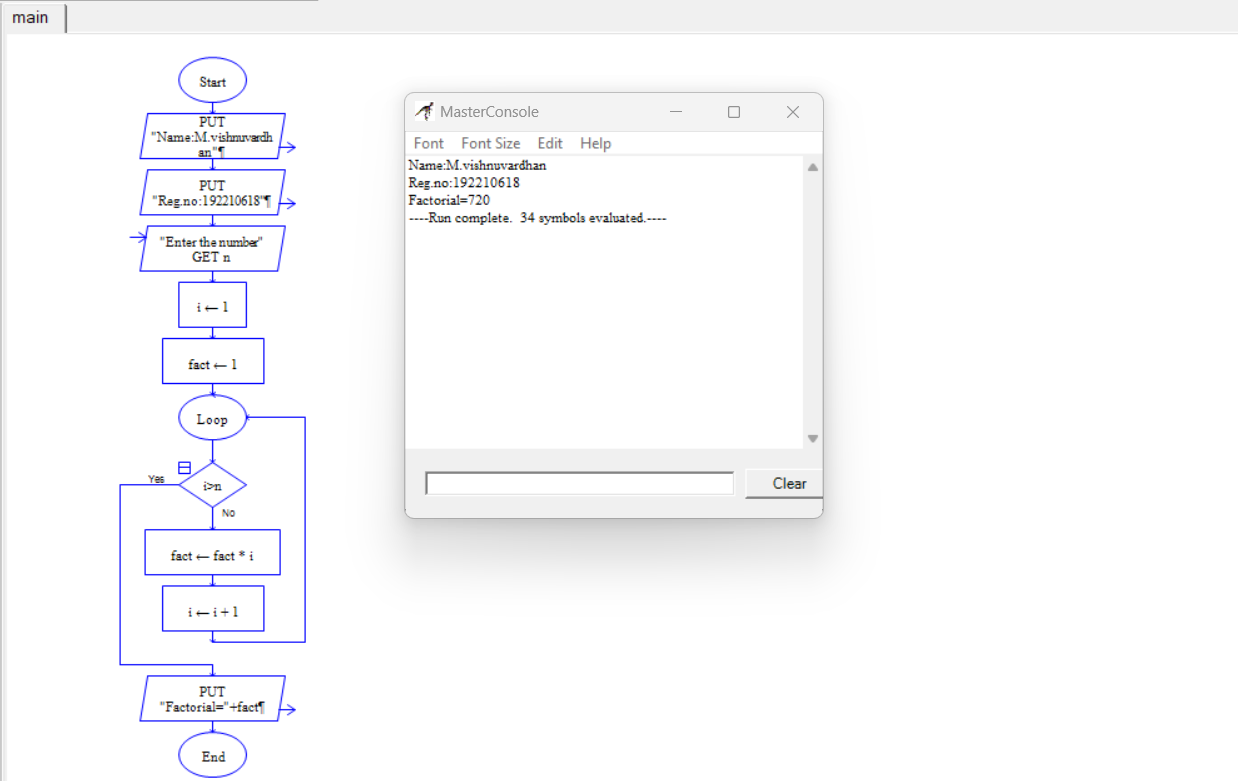 main
Start
PUT
"Name:M.vishnuvardh
an"¶
PUT
"Reg.no:192210618"¶
"Enter the number"
GET n
i ← 1
fact ← 1
Loop
Yes
i>n
No
fact ← fact * i
i ← i + 1
PUT
"Factorial="+fact¶
End
MasterConsole
Font Font Size Edit Help
Name:M.vishnuvardhan
Reg.no:192210618
Factorial=720
----Run complete.  34 symbols evaluated.----
Clear